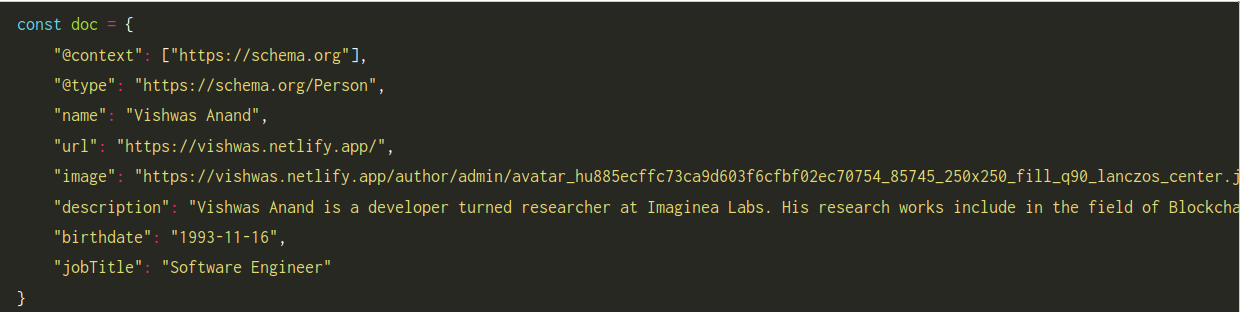 const doc = {
"@context": ["https://schema.org"],
"@type": "https://schema.org/Person",
"name": "Vishwas Anand",
"url": "https://vishwas.netlify.app/",
"image": "https://vishwas.netlify.app/author/admin/avatar_hu885ecffc73ca9d603f6cfbf02ec70754_85745_250x250_fill_q90_lanczos_center.j
"description": "Vishwas Anand is a developer turned researcher at Imaginea Labs. His research works include in the field of Blockcha
"birthdate": "1993-11-16",
"jobTitle": "Software Engineer"
}